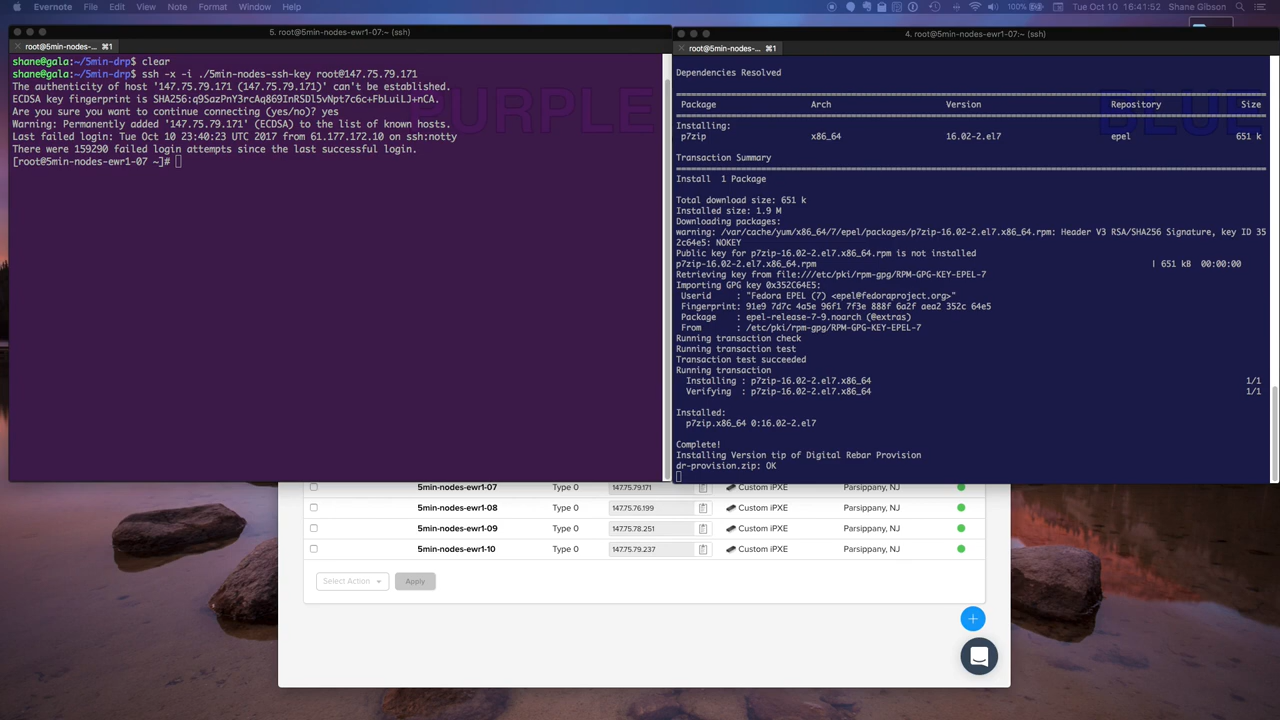 Evernote File Edit View Note Format Window Help 100% Tue Oct 10 16:41:52 Shane Gibson
5. root@5min-nodes-ewr1-07:~ (ssh)
root@5min-nodes-... ⌘1
shane@gala:~/5min-drp$ clear
shane@gala:~/5min-drp$ ssh -x -i ./5min-nodes-ssh-key root@147.75.79.171
The authenticity of host '147.75.79.171 (147.75.79.171)' can't be established.
ECDSA key fingerprint is SHA256:q9SazPnY3rcAq869InRSDl5vNpt7c6c+FbLuiLJ+nCA.
Are you sure you want to continue connecting (yes/no)? yes
Warning: Permanently added '147.75.79.171' (ECDSA) to the list of known hosts.
Last failed login: Tue Oct 10 23:40:23 UTC 2017 from 61.177.172.10 on ssh:notty
There were 159290 failed login attempts since the last successful login.
[root@5min-nodes-ewr1-07 ~]#
PURPLE
4. root@5min-nodes-ewr1-07:~ (ssh)
root@5min-nodes-... ⌘1
BLUE
Dependencies Resolved
Package Arch Version Repository Size
Installing:
p7zip x86_64 16.02-2.el7 epel 651 k
Transaction Summary
Install 1 Package
Total download size: 651 k
Installed size: 1.9 M
Downloading packages:
warning: /var/cache/yum/x86_64/7/epel/packages/p7zip-16.02-2.el7.x86_64.rpm: Header V3 RSA/SHA256 Signature, key ID 35
2c64e5: NOKEY
Public key for p7zip-16.02-2.el7.x86_64.rpm is not installed
p7zip-16.02-2.el7.x86_64.rpm | 651 kB 00:00:00
Retrieving key from file:///etc/pki/rpm-gpg/RPM-GPG-KEY-EPEL-7
Importing GPG key 0x352C64E5:
Userid : "Fedora EPEL (7) <epel@fedoraproject.org>"
Fingerprint: 91e9 7d7c 4a5e 96f1 7f3e 888f 6a2f aea2 352c 64e5
Package : epel-release-7-9.noarch (@extras)
From : /etc/pki/rpm-gpg/RPM-GPG-KEY-EPEL-7
Running transaction check
Running transaction test
Transaction test succeeded
Running transaction
Installing : p7zip-16.02-2.el7.x86_64 1/1
Verifying : p7zip-16.02-2.el7.x86_64 1/1
Installed:
p7zip.x86_64 0:16.02-2.el7
Complete!
Installing Version tip of Digital Rebar Provision
dr-provision.zip: OK
5min-nodes-ewr1-07 Type 0 147.75.79.171 Custom iPXE Parsippany, NJ
5min-nodes-ewr1-08 Type 0 147.75.76.199 Custom iPXE Parsippany, NJ
5min-nodes-ewr1-09 Type 0 147.75.78.251 Custom iPXE Parsippany, NJ
5min-nodes-ewr1-10 Type 0 147.75.79.237 Custom iPXE Parsippany, NJ
Select Action Apply